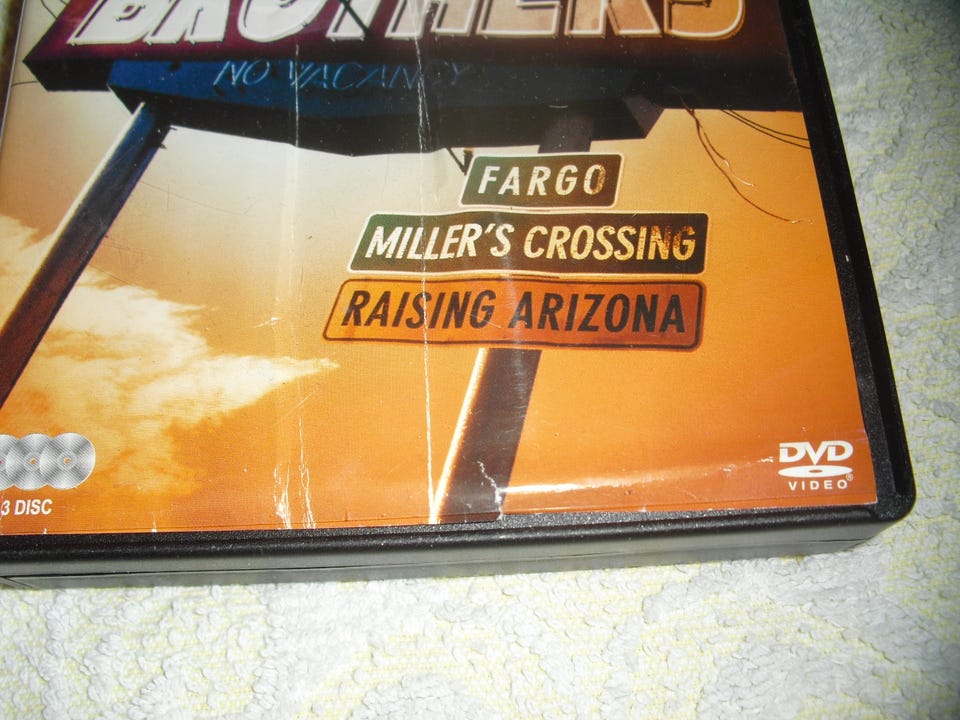 BROTHERS
NO VACANCY
FARGO
MILLER'S CROSSING
RAISING ARIZONA
3 DISC
DVD
VIDEO®